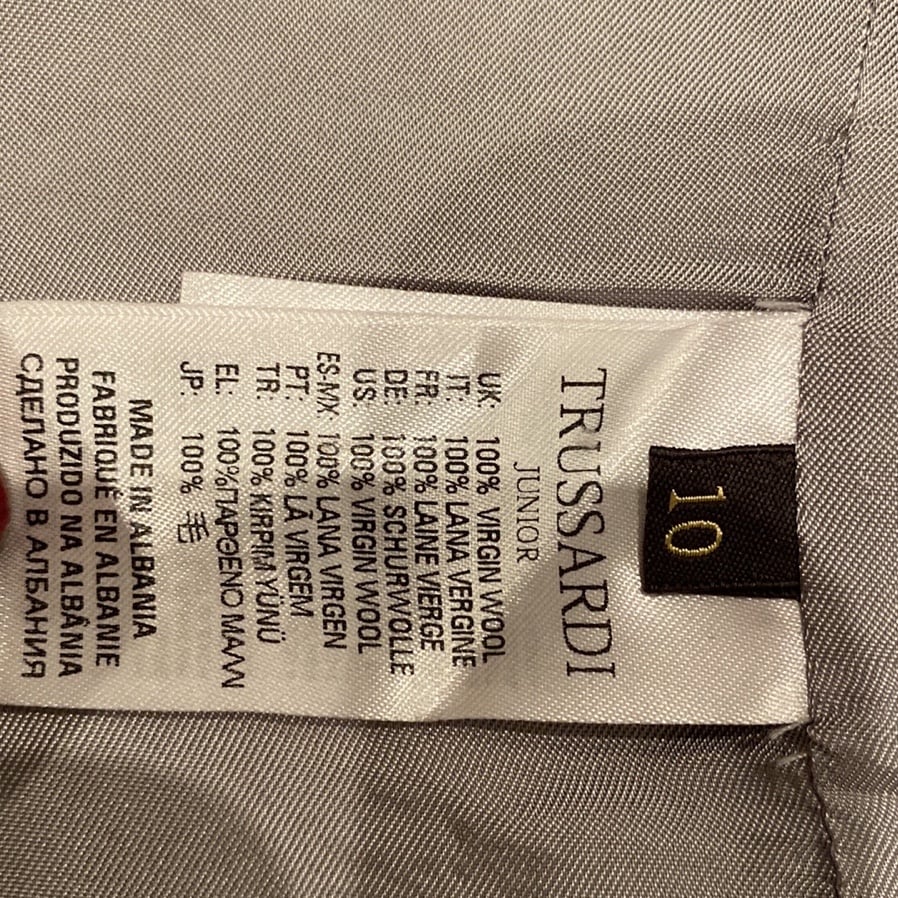 10
TRUSSARDI
JUNIOR
UK: 100% VIRGIN WOOL
IT: 100% LANA VERGINE
FR: 100% LAINE VIERGE
DE: 100% SCHURWOLLE
US: 100% VIRGIN WOOL
ES-MX: 100% LANA VIRGEN
PT: 100% LÃ VIRGEM
TR: 100% KIRPIM YÜNÜ
EL: 100%ΠΑΡΘΕΝΟ ΜΑΛΛΙ
JP: 100% 毛
MADE IN ALBANIA
FABRIQUÉ EN ALBANIE
PRODUZIDO NA ALBÂNIA
СДЕЛАНО В АЛБАНИЯ